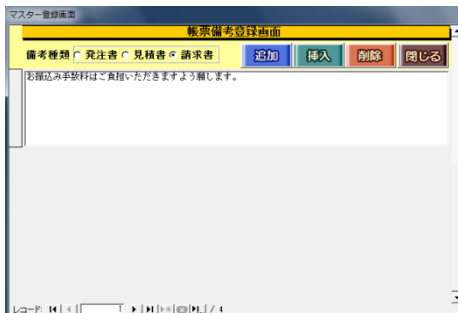 マスター登録画面
帳票備考登録画面
備考種類 発注書 見積書 請求書 追加 挿入 削除 閉じる
お振込み手数料はご負担いただきますよう願します。
レコード: 1 / 4